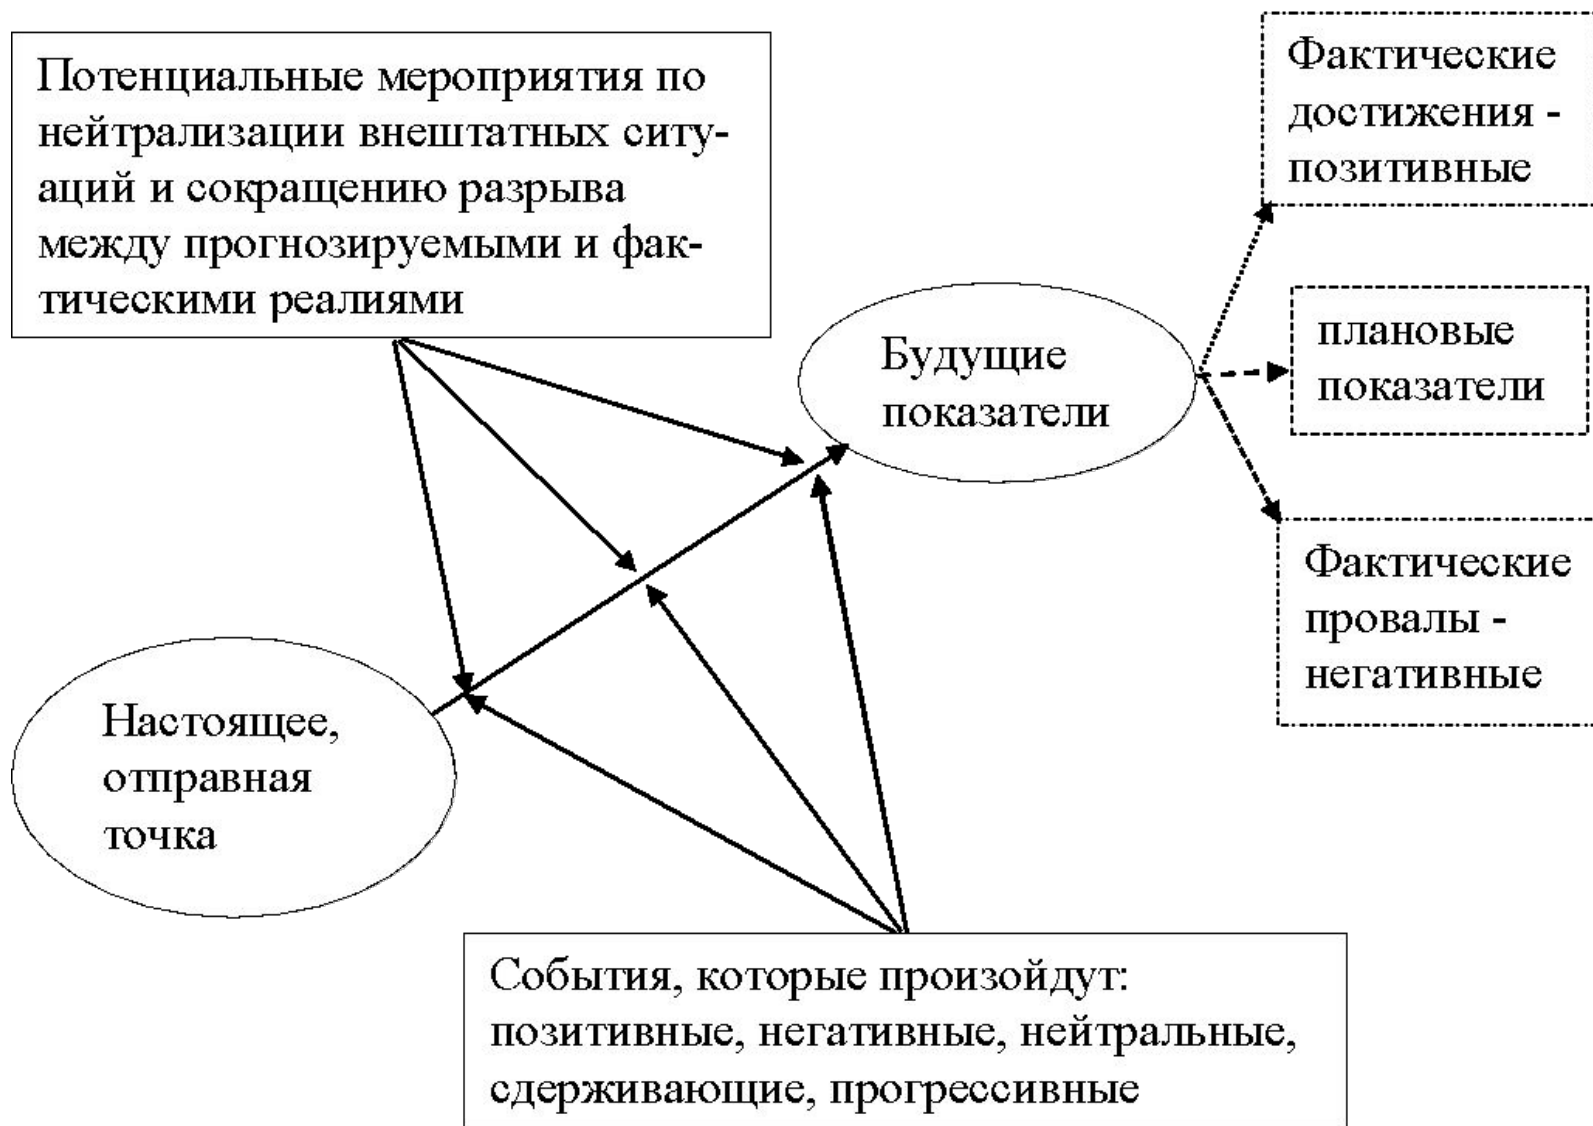 Потенциальные мероприятия по
нейтрализации внештатных ситу-
аций и сокращению разрыва
между прогнозируемыми и фак-
тическими реалиями
Фактические
достижения -
позитивные
Будущие
показатели
плановые
показатели
Фактические
провалы -
негативные
Настоящее,
отправная
точка
События, которые произойдут:
позитивные, негативные, нейтральные,
сдерживающие, прогрессивные